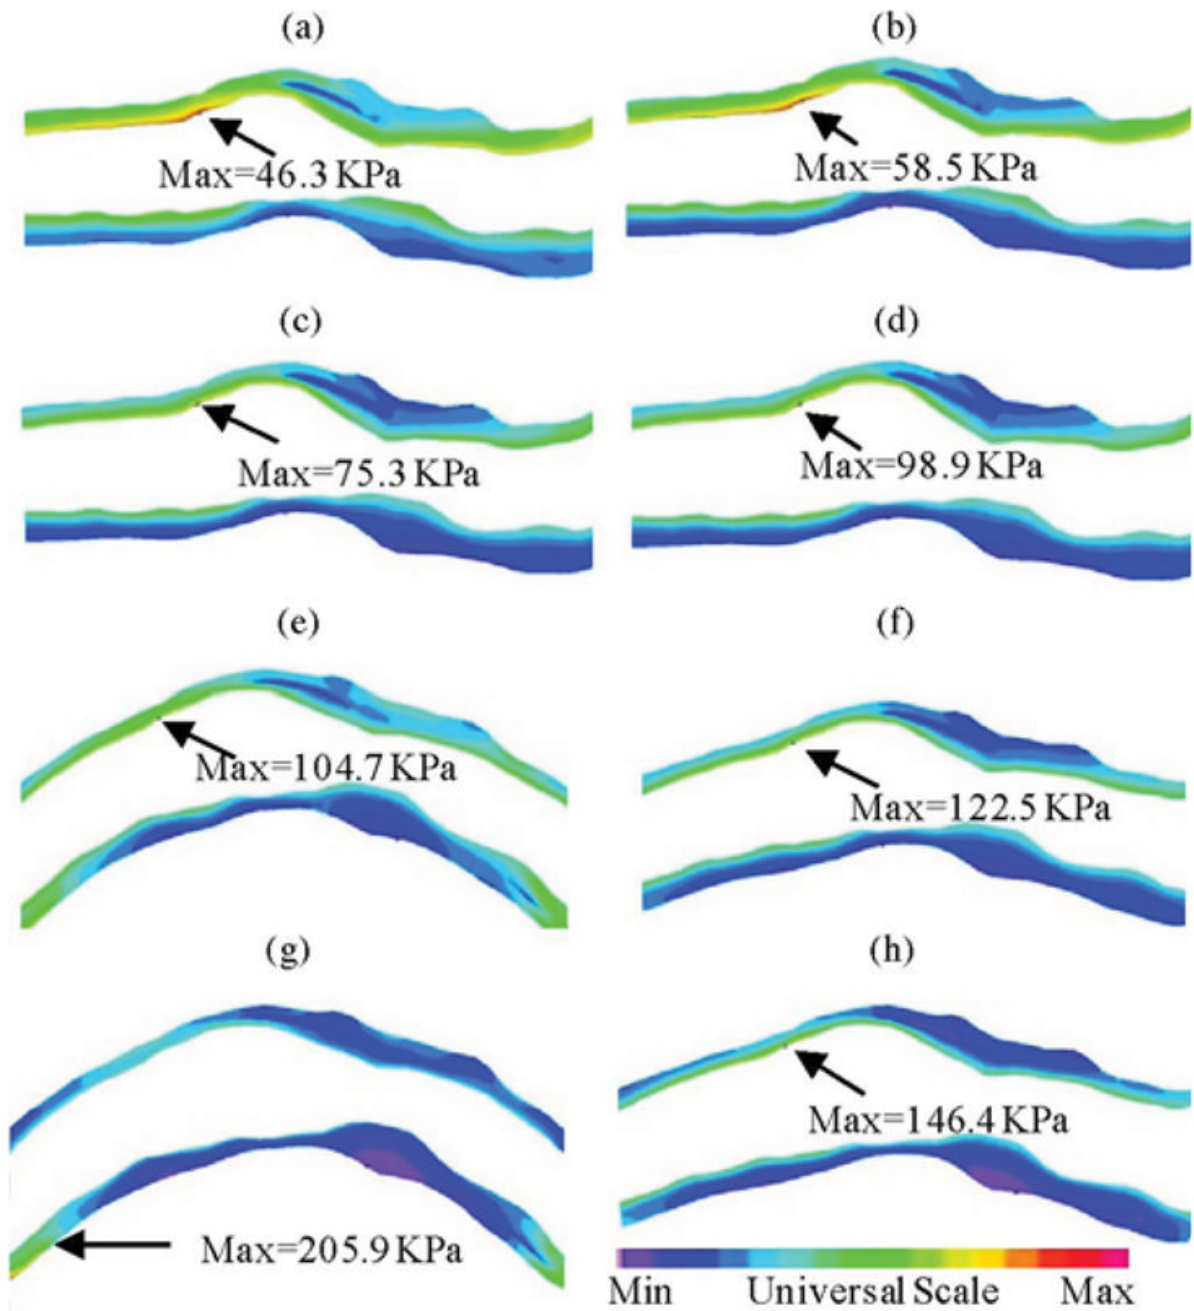 (a) (b)
Max=46.3 KPa Max=58.5 KPa
(c) (d)
Max=75.3 KPa Max=98.9 KPa
(e) (f)
Max=104.7 KPa Max=122.5 KPa
(g) (h)
Max=146.4 KPa
Max=205.9 KPa
Min Universal Scale Max